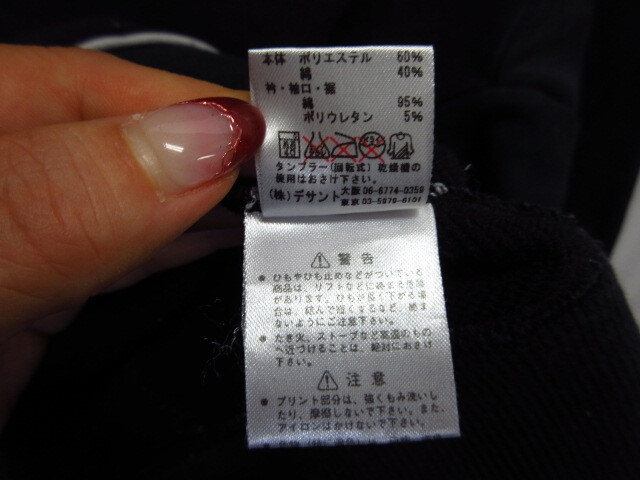 本体 ポリエステル 60%
綿 40%
衿・袖口・裾
綿 95%
ポリウレタン 5%
タンブラー(回転式)乾燥機の
使用はおさけ下さい。
(株)デサント 大阪 06-6774-0359
東京 03-5979-6101
警告
● ひもやひも止めなどがついている
商品は、リフトなどに絡まる危険
があります。ひもが長く下がる場合
は、結んで短くするなど、絡ま
ないようにご注意下さい。
● たき火、ストーブなど高温のもの
へ近づけることは、絶対におさけ
下さい。
注意
● プリント部分は、強くもみ洗いし
たり、摩擦しないで下さい。また、
アイロンはかけないで下さい。